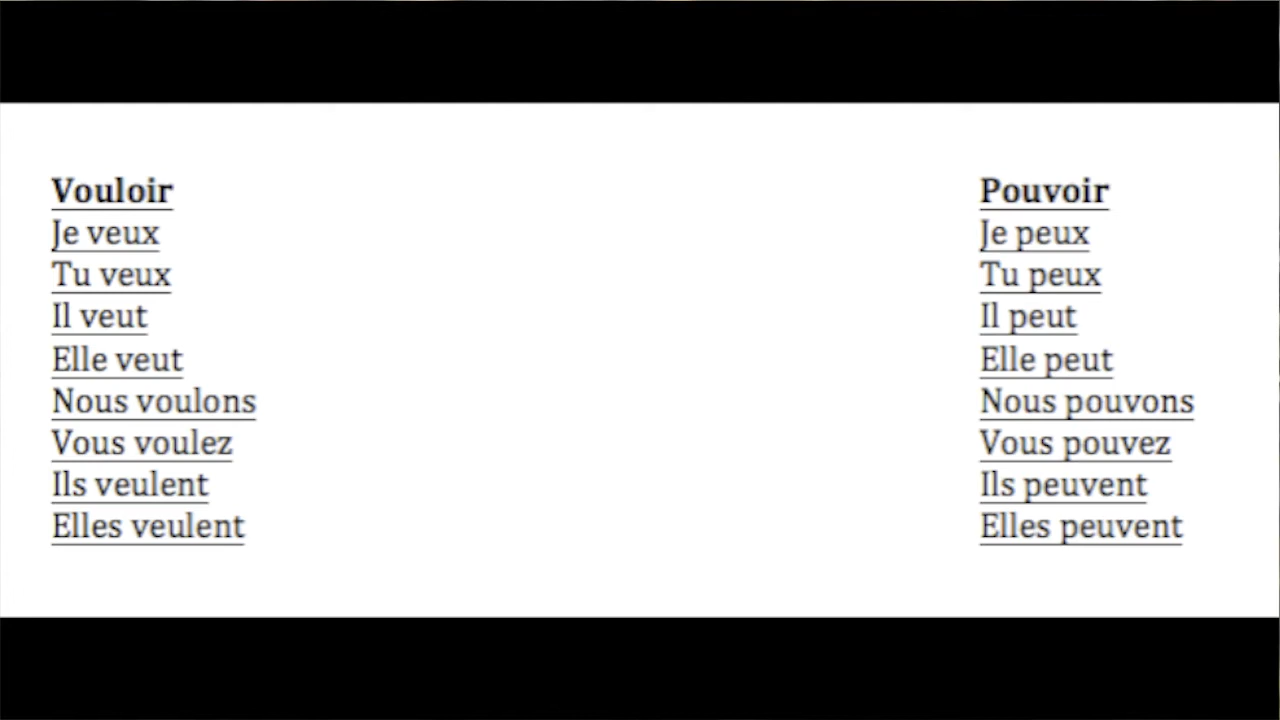 Vouloir
Je veux
Tu veux
Il veut
Elle veut
Nous voulons
Vous voulez
Ils veulent
Elles veulent
Pouvoir
Je peux
Tu peux
Il peut
Elle peut
Nous pouvons
Vous pouvez
Ils peuvent
Elles peuvent